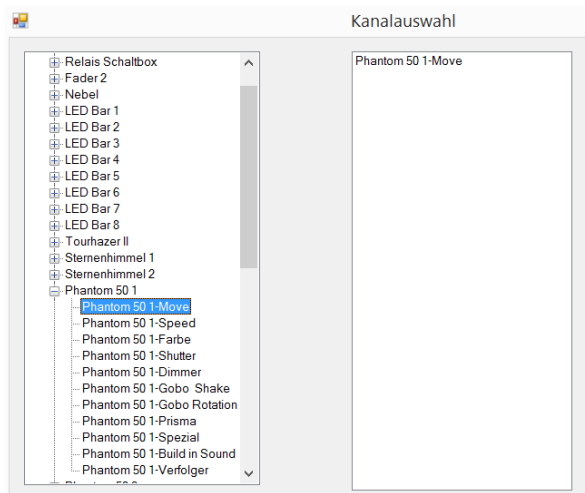 Kanalauswahl
Relais Schaltbox
Fader 2
Nebel
LED Bar 1
LED Bar 2
LED Bar 3
LED Bar 4
LED Bar 5
LED Bar 6
LED Bar 7
LED Bar 8
Tourhazer II
Sternenhimmel 1
Sternenhimmel 2
Phantom 50 1
Phantom 50 1-Move
Phantom 50 1-Speed
Phantom 50 1-Farbe
Phantom 50 1-Shutter
Phantom 50 1-Dimmer
Phantom 50 1-Gobo Shake
Phantom 50 1-Gobo Rotation
Phantom 50 1-Prisma
Phantom 50 1-Spezial
Phantom 50 1-Build in Sound
Phantom 50 1-Verfolger
Phantom 50 1-Move